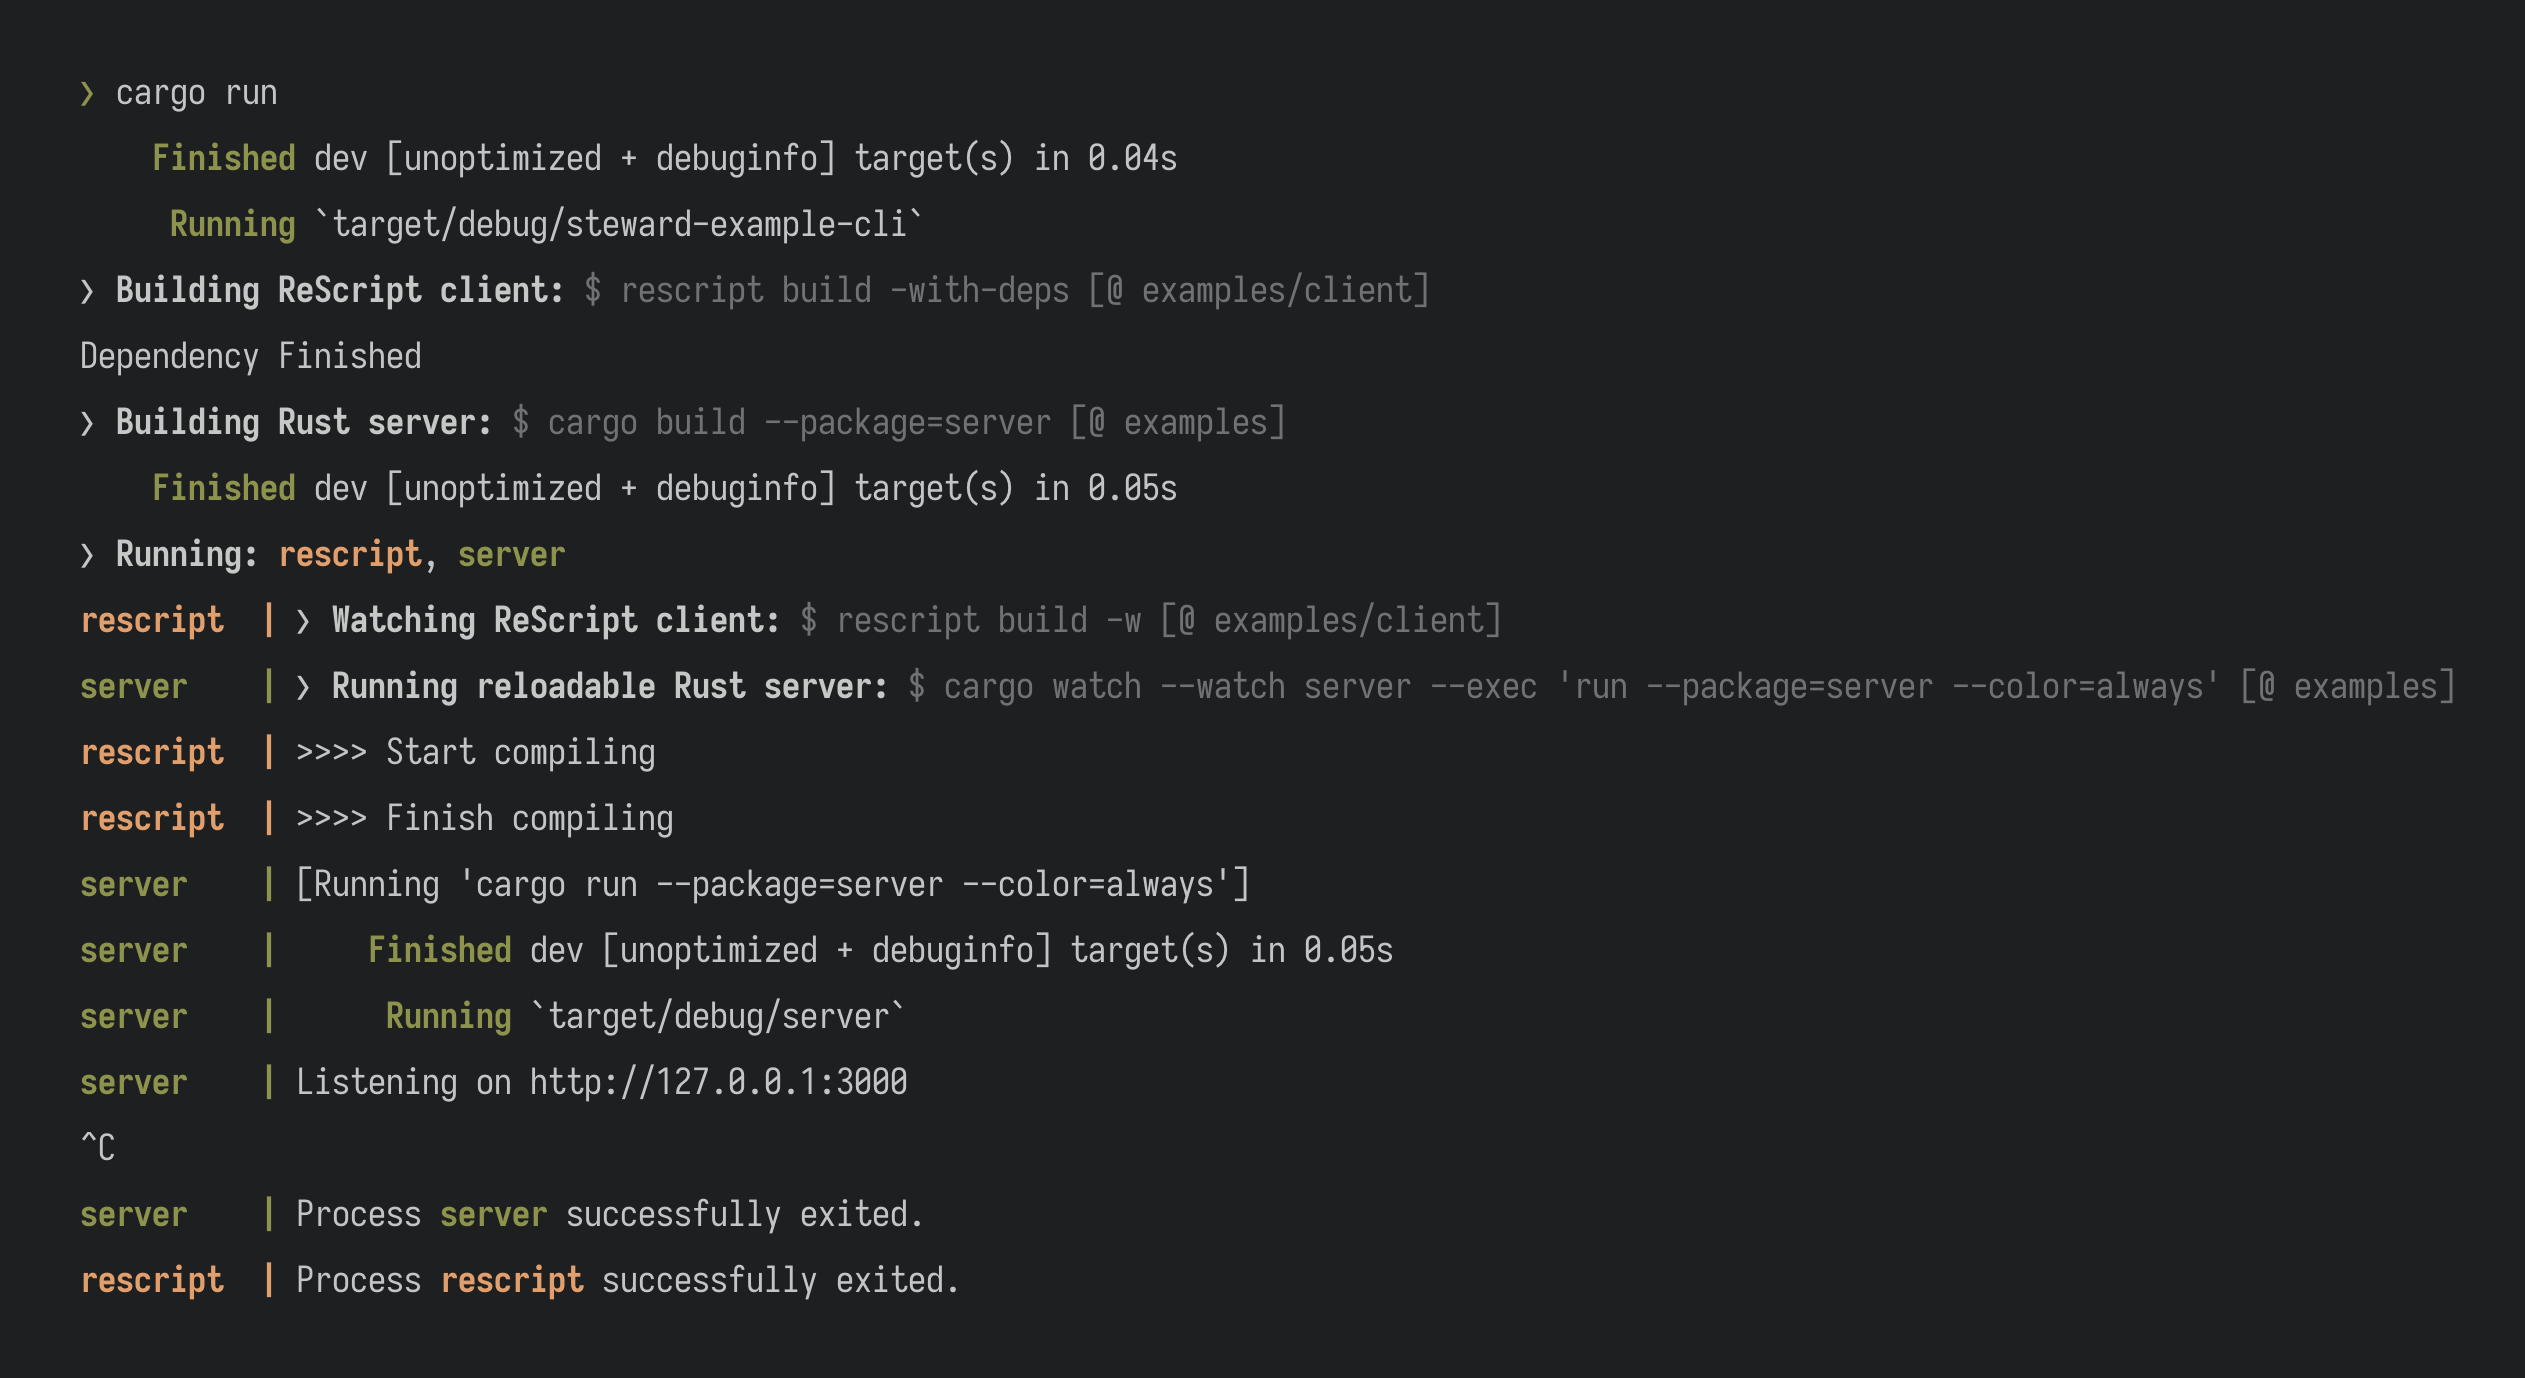 ❯ cargo run
    Finished dev [unoptimized + debuginfo] target(s) in 0.04s
     Running `target/debug/steward-example-cli`
❯ Building ReScript client: $ rescript build -with-deps [@ examples/client]
Dependency Finished
❯ Building Rust server: $ cargo build --package=server [@ examples]
    Finished dev [unoptimized + debuginfo] target(s) in 0.05s
❯ Running: rescript, server
rescript  | ❯ Watching ReScript client: $ rescript build -w [@ examples/client]
server    | ❯ Running reloadable Rust server: $ cargo watch --watch server --exec 'run --package=server --color=always' [@ examples]
rescript  | >>>> Start compiling
rescript  | >>>> Finish compiling
server    | [Running 'cargo run --package=server --color=always']
server    |     Finished dev [unoptimized + debuginfo] target(s) in 0.05s
server    |      Running `target/debug/server`
server    | Listening on http://127.0.0.1:3000
^C
server    | Process server successfully exited.
rescript  | Process rescript successfully exited.